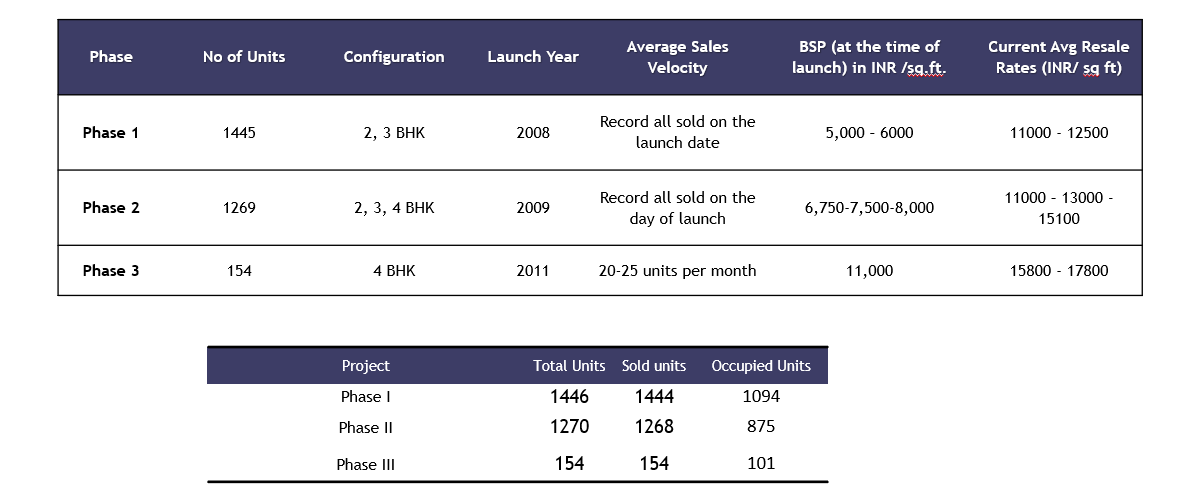 Phase No of Units Configuration Launch Year Average Sales Velocity BSP (at the time of launch) in INR /sq.ft. Current Avg Resale Rates (INR/ sq ft)
Phase 1 1445 2, 3 BHK 2008 Record all sold on the launch date 5,000 - 6000 11000 - 12500
Phase 2 1269 2, 3, 4 BHK 2009 Record all sold on the day of launch 6,750-7,500-8,000 11000 - 13000 - 15100
Phase 3 154 4 BHK 2011 20-25 units per month 11,000 15800 - 17800
Project Total Units Sold units Occupied Units
Phase I 1446 1444 1094
Phase II 1270 1268 875
Phase III 154 154 101